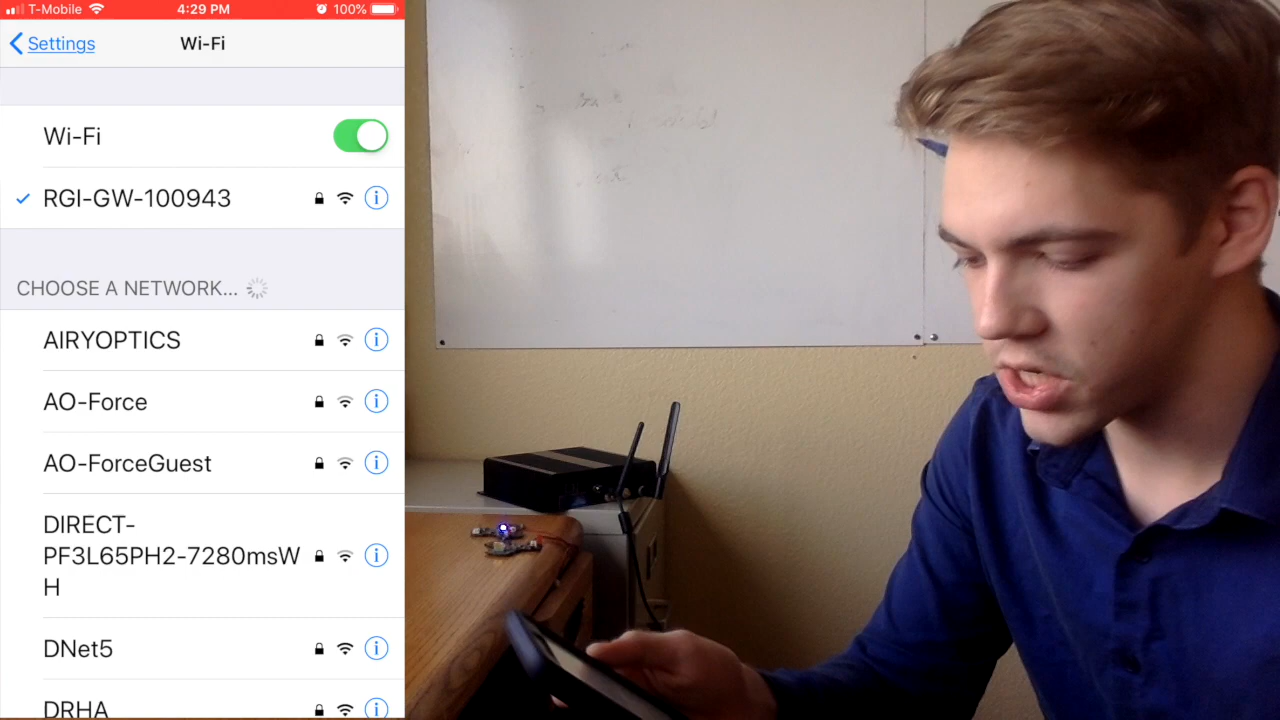 T-Mobile 4:29 PM 100%
Settings Wi-Fi
Wi-Fi
RGI-GW-100943
CHOOSE A NETWORK...
AIRYOPTICS
AO-Force
AO-ForceGuest
DIRECT-
PF3L65PH2-7280msW
H
DNet5
DRHA